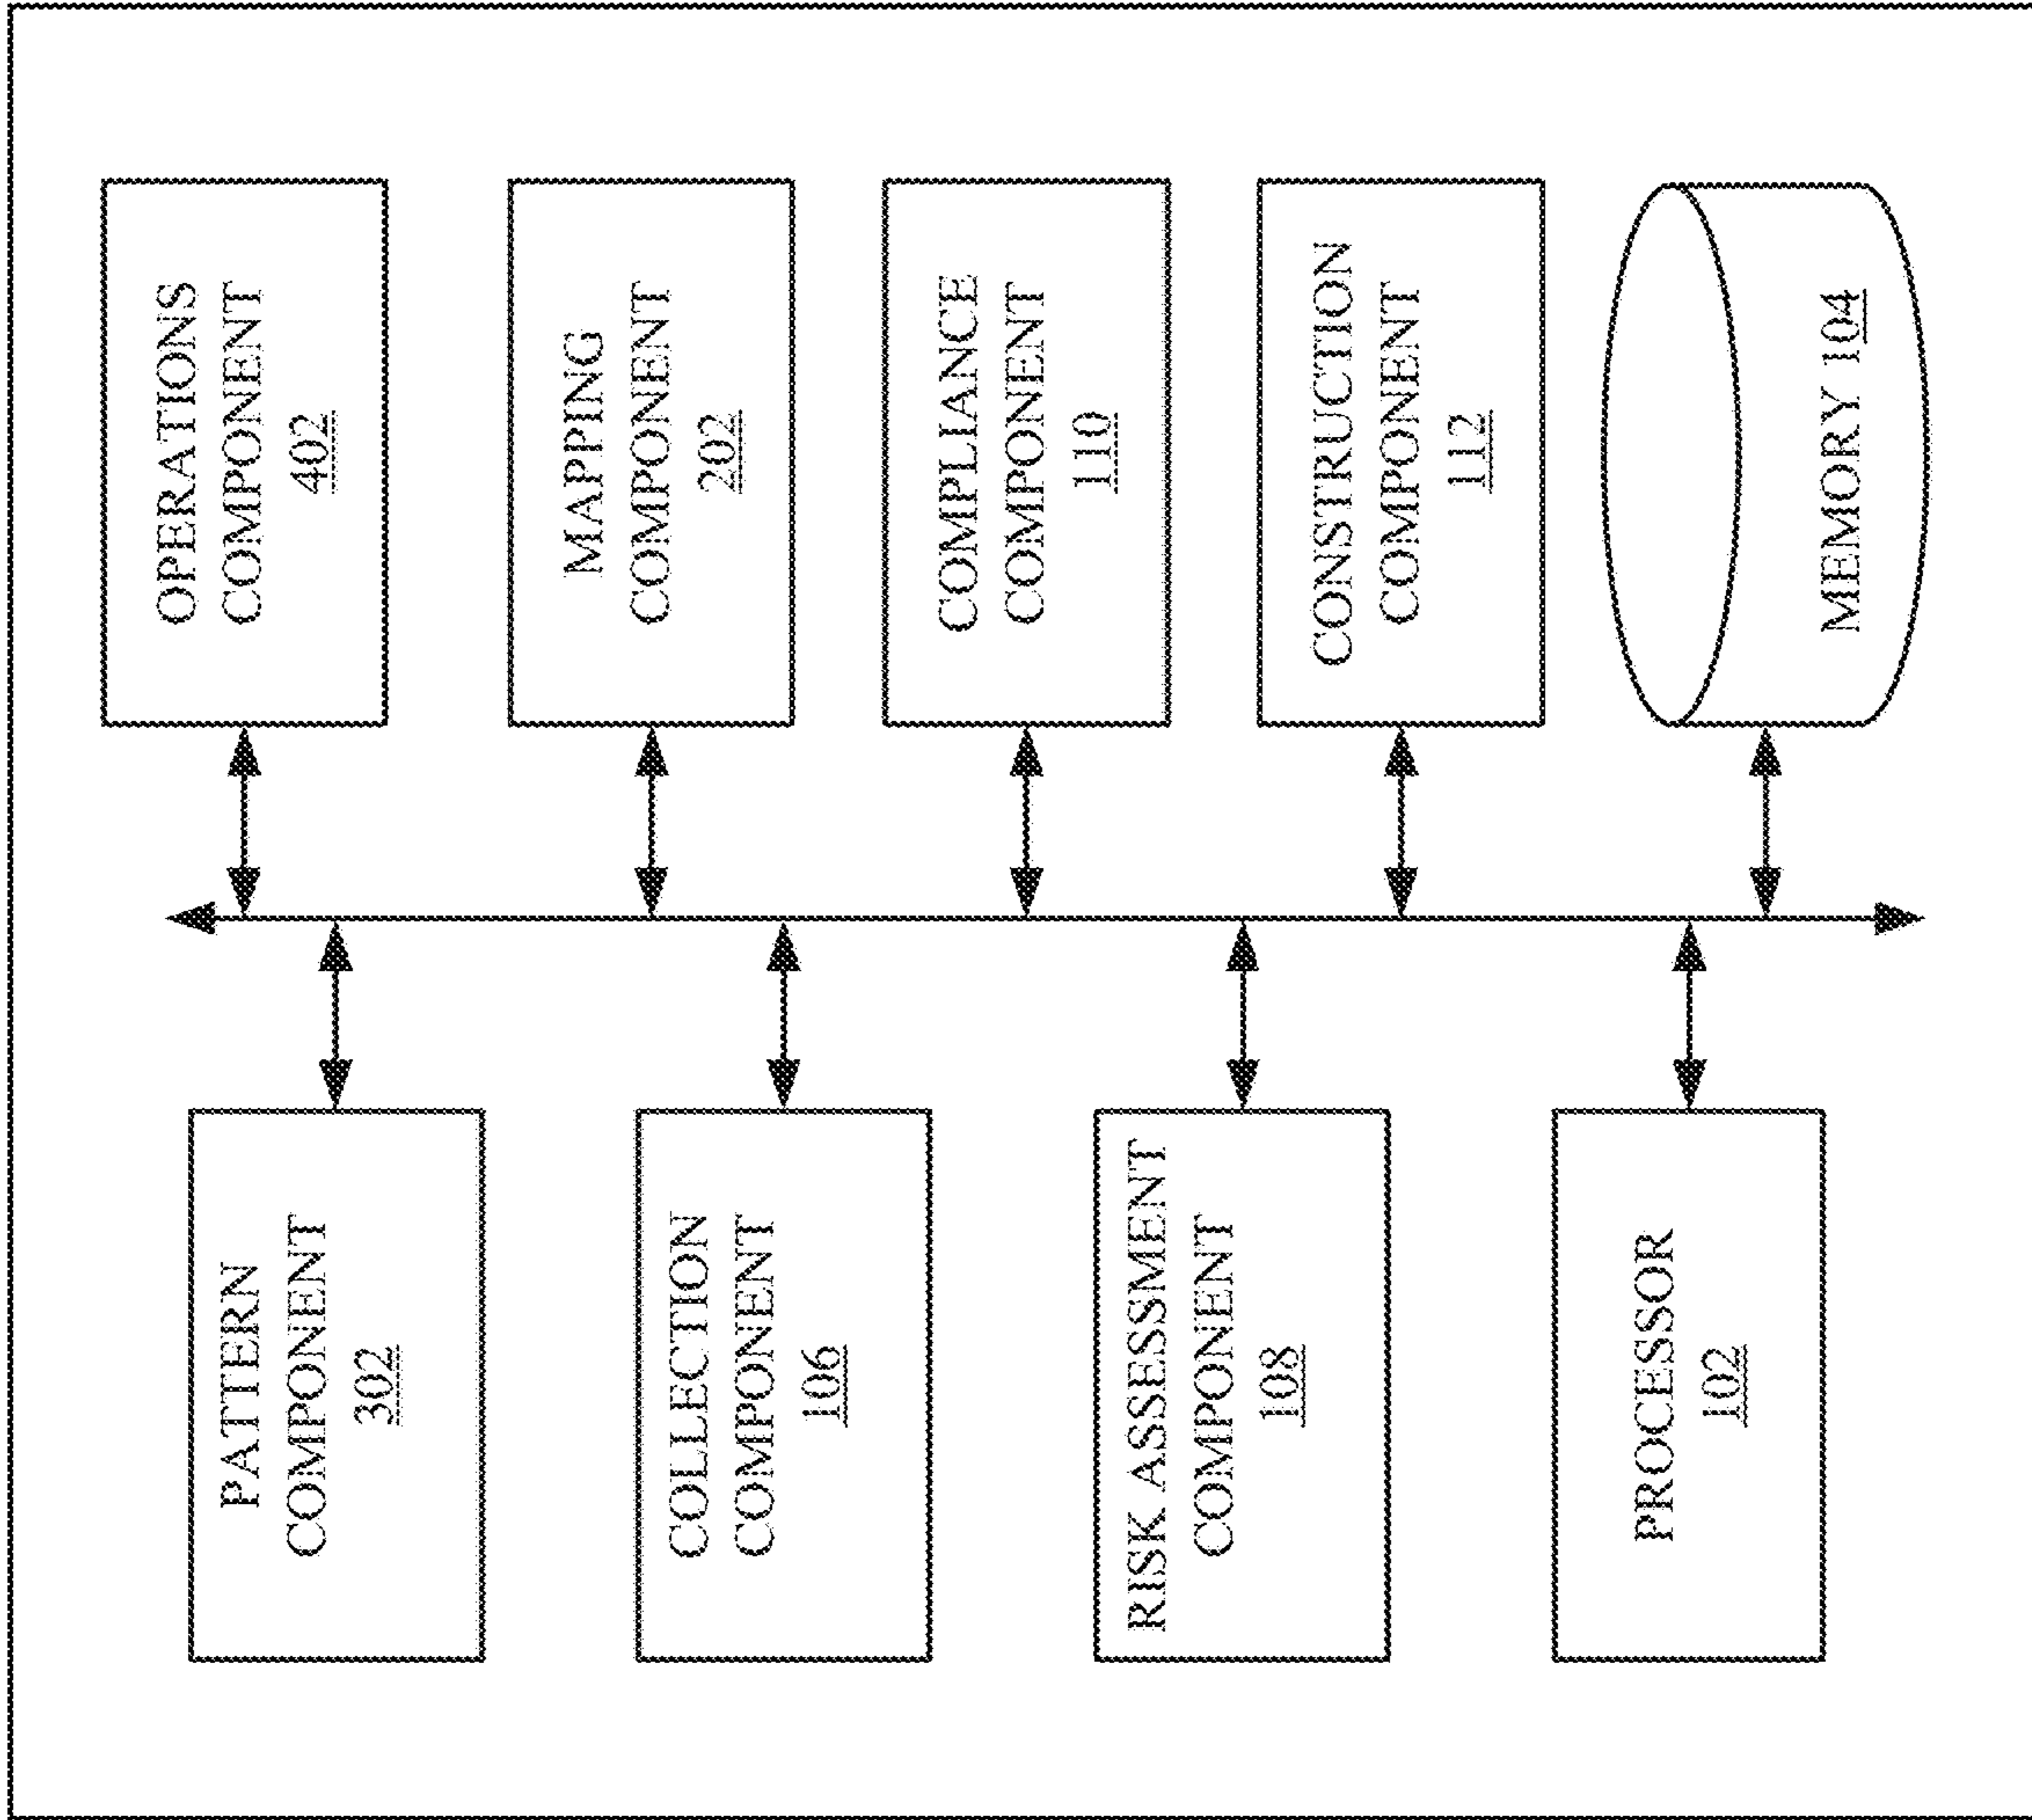 PATTERN
COMPONENT
302
COLLECTION
COMPONENT
106
RISK ASSESSMENT
COMPONENT
108
PROCESSOR
102
OPERATIONS
COMPONENT
402
MAPPING
COMPONENT
202
COMPLIANCE
COMPONENT
110
CONSTRUCTION
COMPONENT
112
MEMORY 104